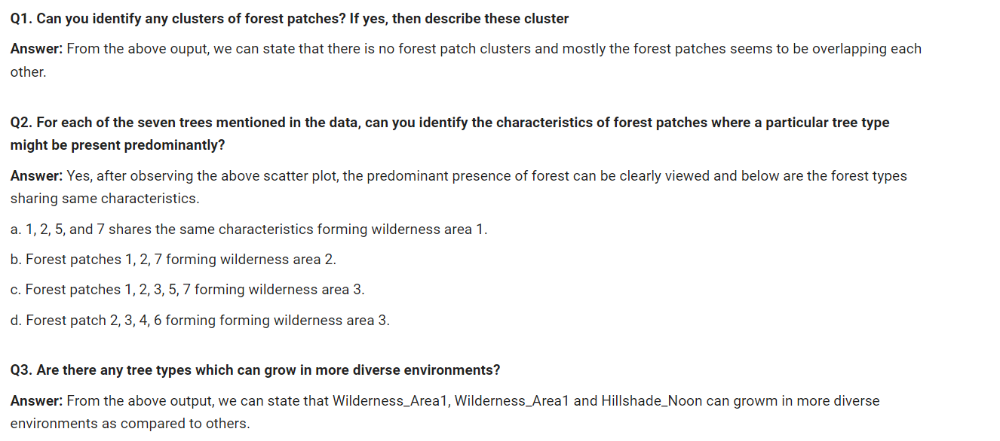 Q1. Can you identify any clusters of forest patches? If yes, then describe these cluster
Answer: From the above ouput, we can state that there is no forest patch clusters and mostly the forest patches seems to be overlapping each
other.
Q2. For each of the seven trees mentioned in the data, can you identify the characteristics of forest patches where a particular tree type
might be present predominantly?
Answer: Yes, after observing the above scatter plot, the predominant presence of forest can be clearly viewed and below are the forest types
sharing same characteristics.
a. 1, 2, 5, and 7 shares the same characteristics forming wilderness area 1.
b. Forest patches 1, 2, 7 forming wilderness area 2.
c. Forest patches 1, 2, 3, 5, 7 forming wilderness area 3.
d. Forest patch 2, 3, 4, 6 forming forming wilderness area 3.
Q3. Are there any tree types which can grow in more diverse environments?
Answer: From the above output, we can state that Wilderness_Area1, Wilderness_Area1 and Hillshade_Noon can growm in more diverse
environments as compared to others.